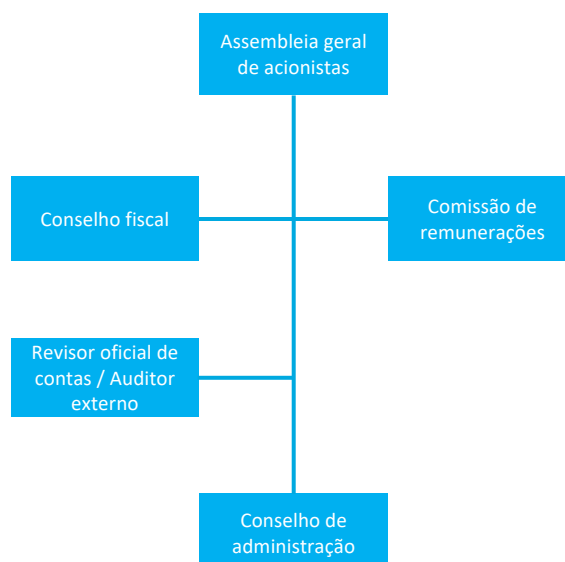 Assembleia geral
de acionistas
Conselho fiscal
Comissão de
remunerações
Revisor oficial de
contas / Auditor
externo
Conselho de
administração